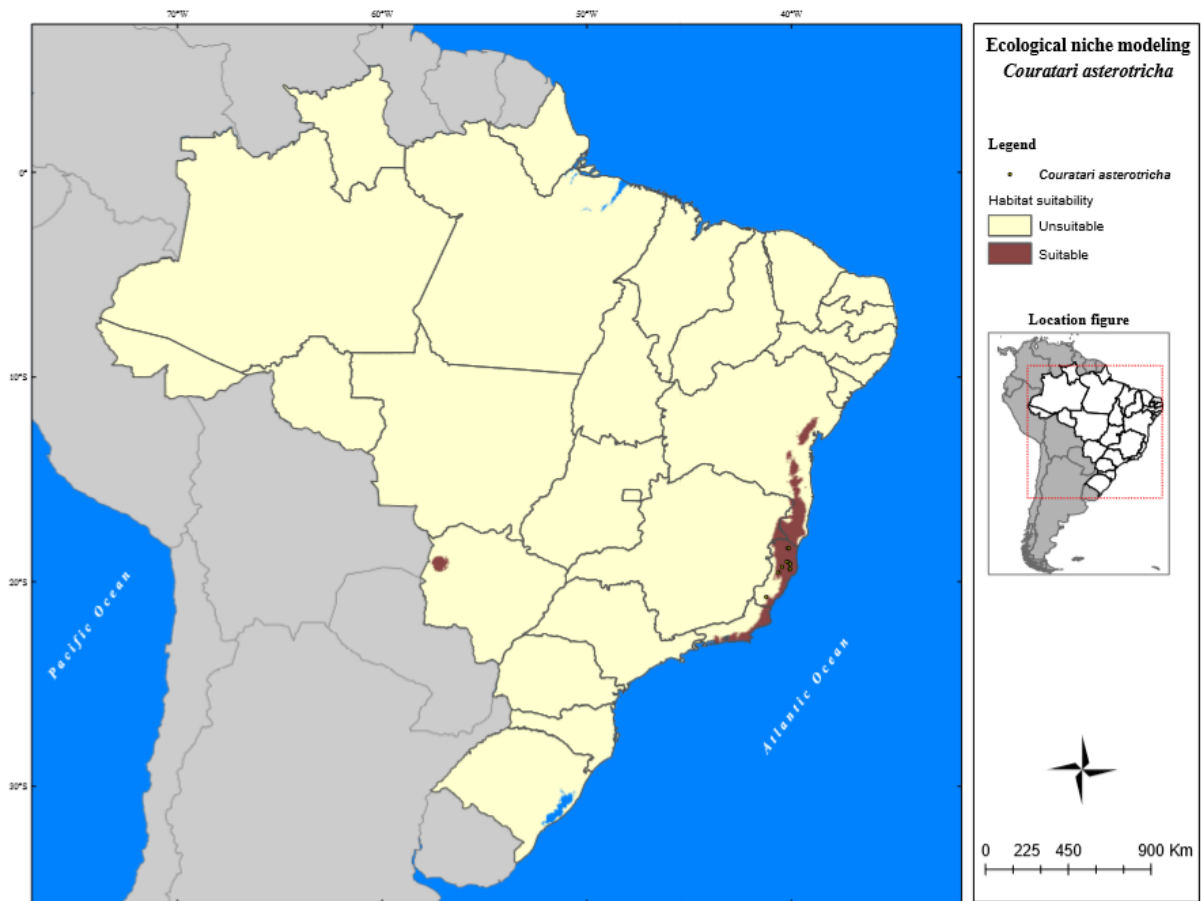 70°W 60°W 50°W 40°W
0°
10°S
20°S
30°S
Pacific Ocean
Atlantic Ocean
Ecological niche modeling
Couratari asterotricha
Legend
Couratari asterotricha
Habitat suitability
Unsuitable
Suitable
Location figure
0 225 450 900 Km